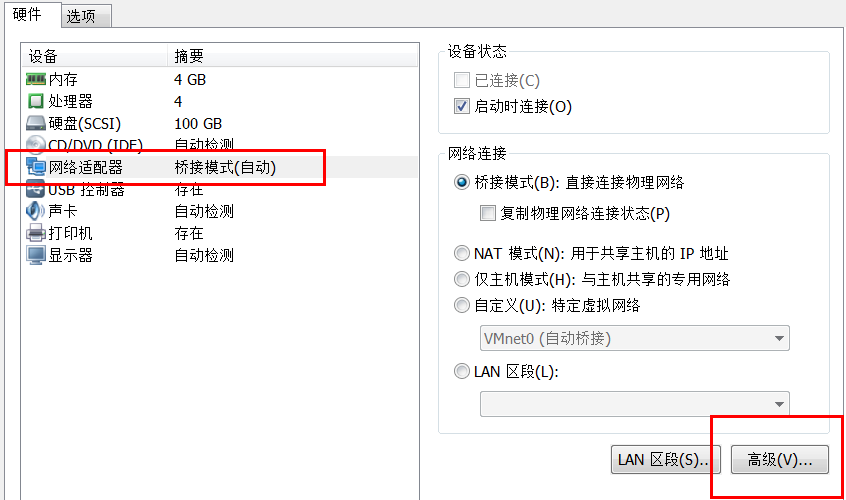 硬件 选项
设备 摘要
内存 4 GB
处理器 4
硬盘(SCSI) 100 GB
CD/DVD (IDE) 自动检测
网络适配器 桥接模式(自动)
USB 控制器 存在
声卡 自动检测
打印机 存在
显示器 自动检测
设备状态
已连接(C)
启动时连接(O)
网络连接
桥接模式(B): 直接连接物理网络
复制物理网络连接状态(P)
NAT 模式(N): 用于共享主机的 IP 地址
仅主机模式(H): 与主机共享的专用网络
自定义(U): 特定虚拟网络
VMnet0 (自动桥接)
LAN 区段(L):
LAN 区段(S)... 高级(V)...